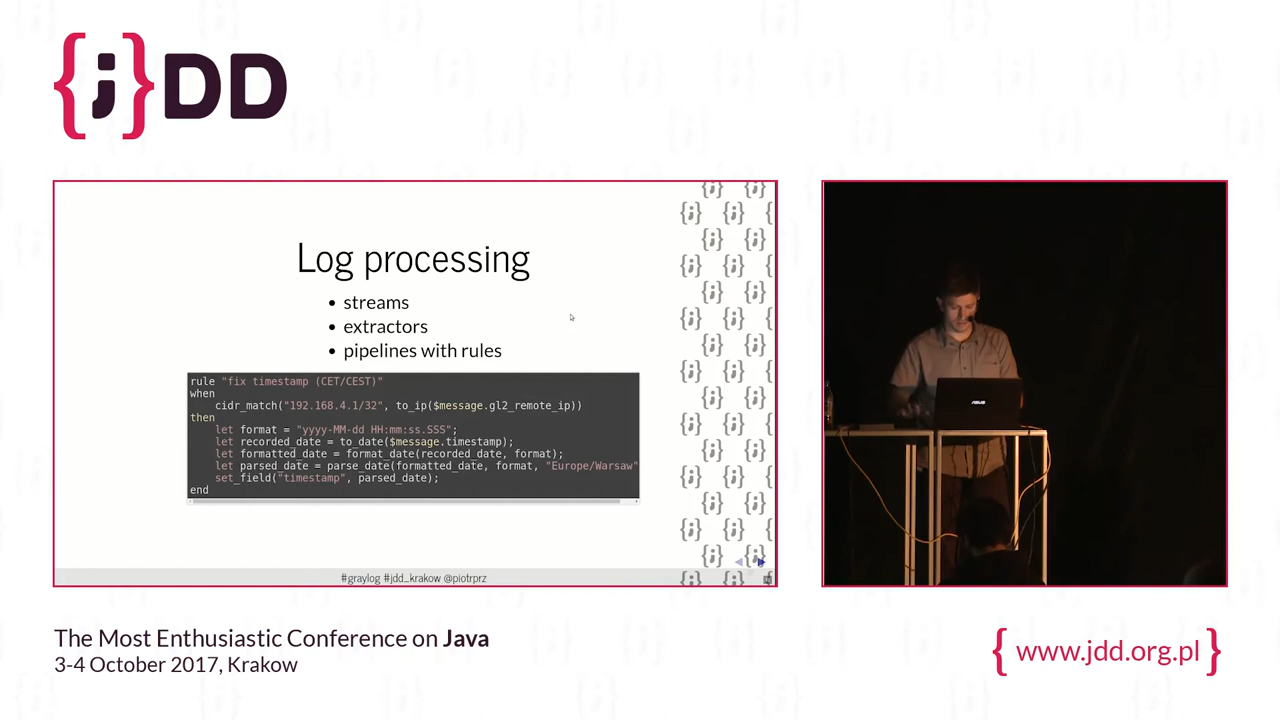 {;}DD
Log processing
• streams
• extractors
• pipelines with rules
rule "fix timestamp (CET/CEST)"
when
    cidr_match("192.168.4.1/32", to_ip($message.gl2_remote_ip))
then
    let format = "yyyy-MM-dd HH:mm:ss.SSS";
    let recorded_date = to_date($message.timestamp);
    let formatted_date = format_date(recorded_date, format);
    let parsed_date = parse_date(formatted_date, format, "Europe/Warsaw"
    set_field("timestamp", parsed_date);
end
#graylog #jdd_krakow @piotrprz
ASUS
The Most Enthusiastic Conference on Java
3-4 October 2017, Krakow
{ www.jdd.org.pl }